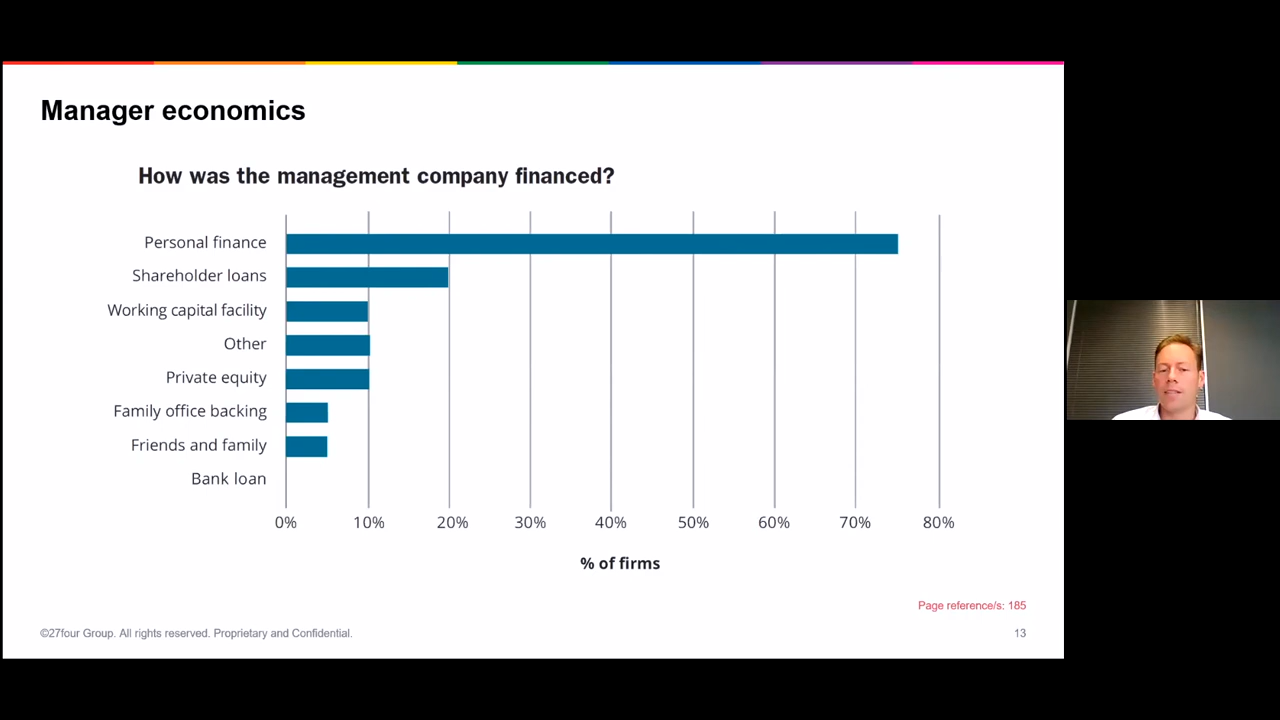 Manager economics
How was the management company financed?
Personal finance
Shareholder loans
Working capital facility
Other
Private equity
Family office backing
Friends and family
Bank loan
0% 10% 20% 30% 40% 50% 60% 70% 80%
% of firms
Page reference/s: 185
©27four Group. All rights reserved. Proprietary and Confidential.
13